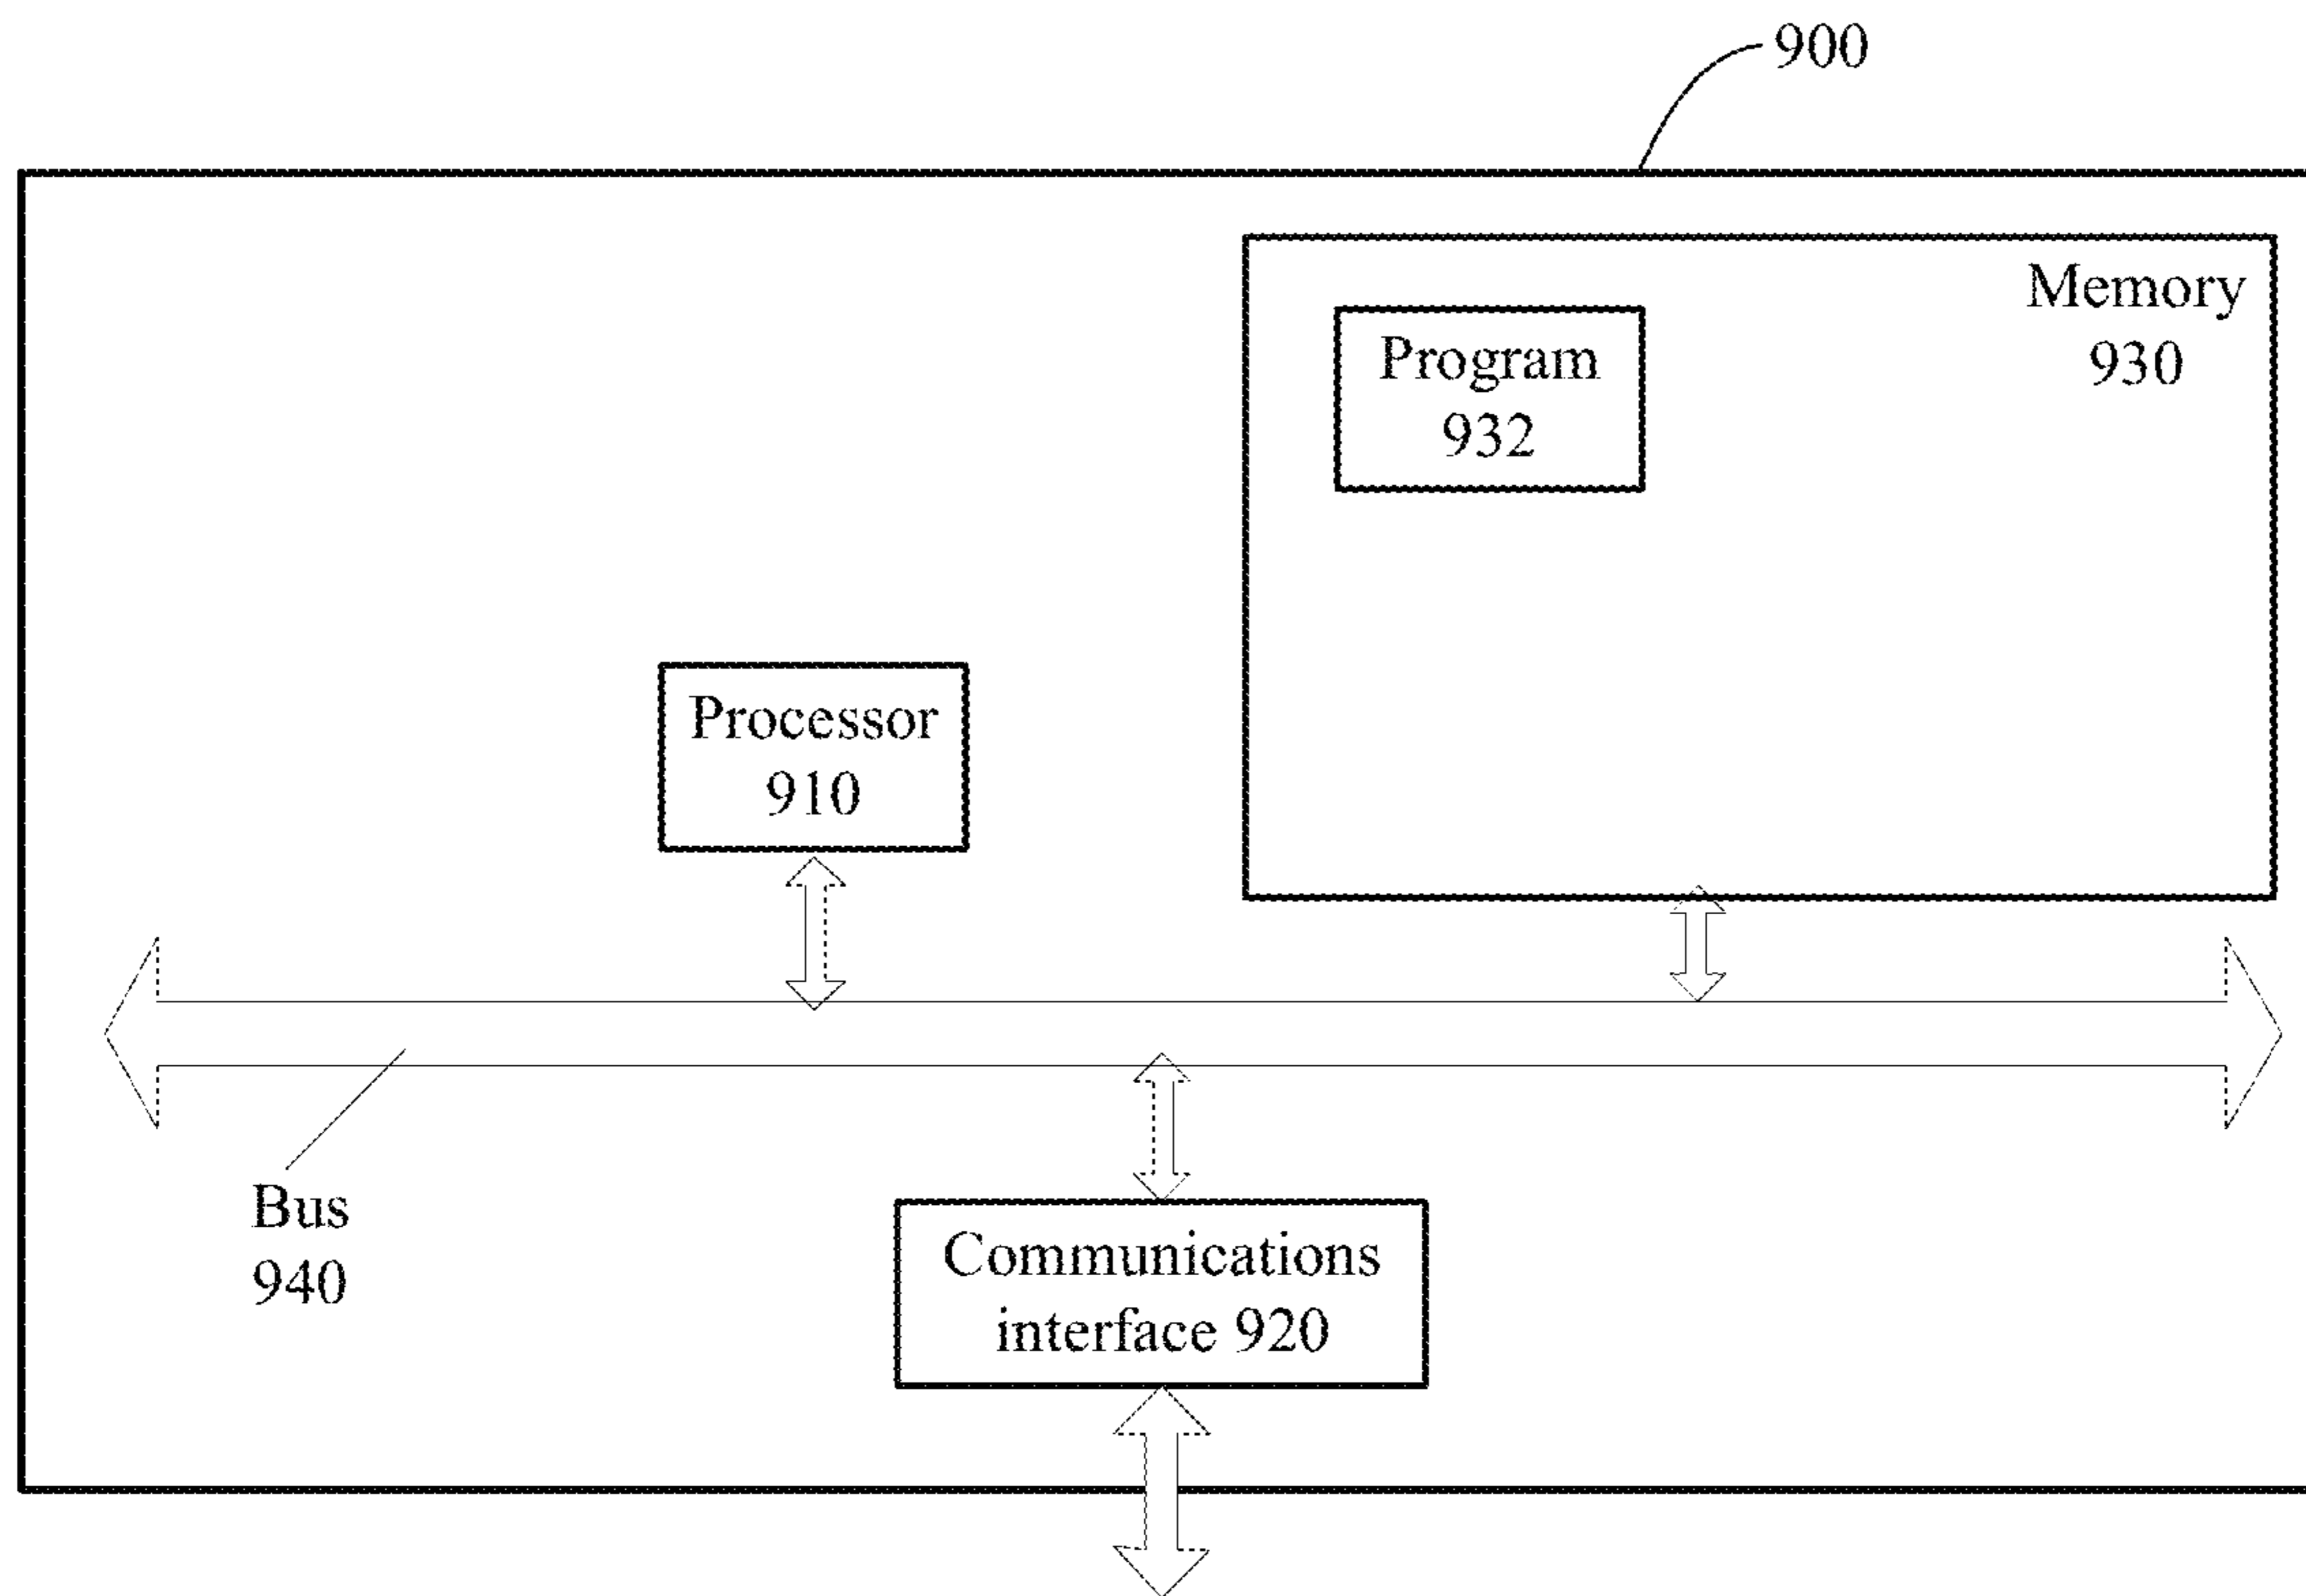 900
Memory
930
Program
932
Processor
910
Bus
940
Communications
interface 920